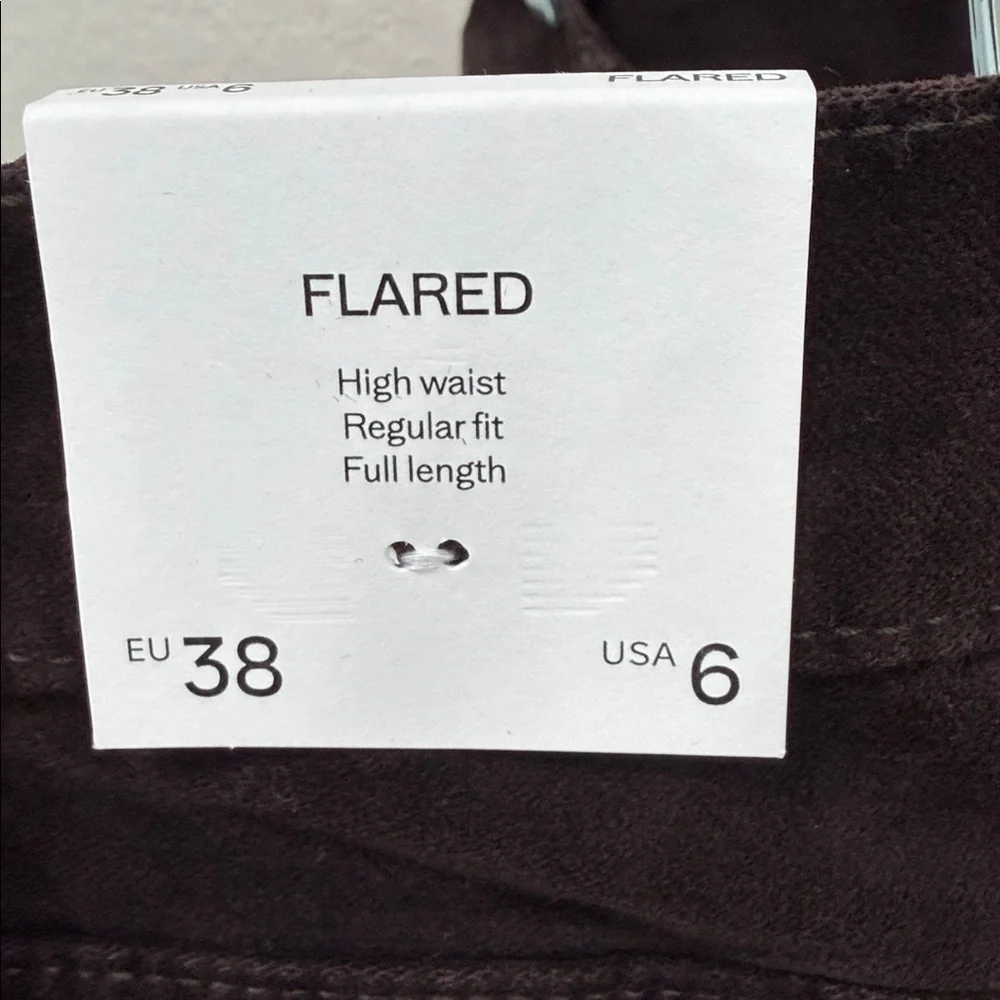 EU 38 USA 6 FLARED
FLARED
High waist
Regular fit
Full length
EU 38 USA 6